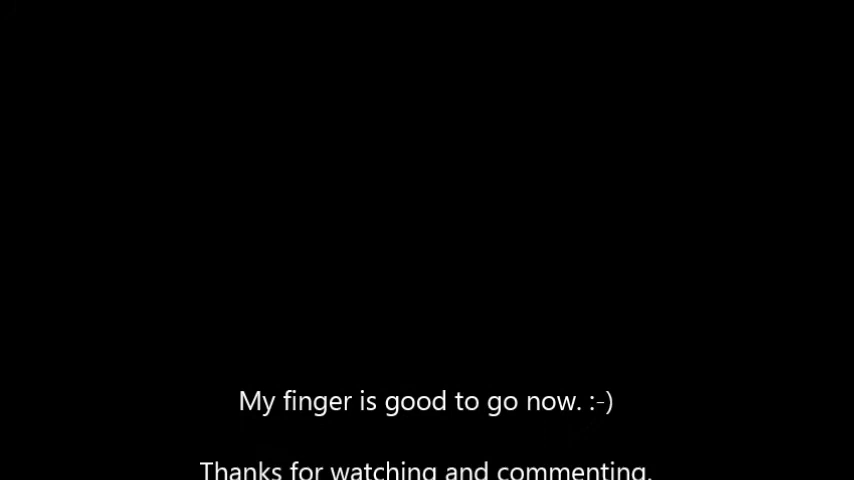 My finger is good to go now. :-)
Thanks for watching and commenting.